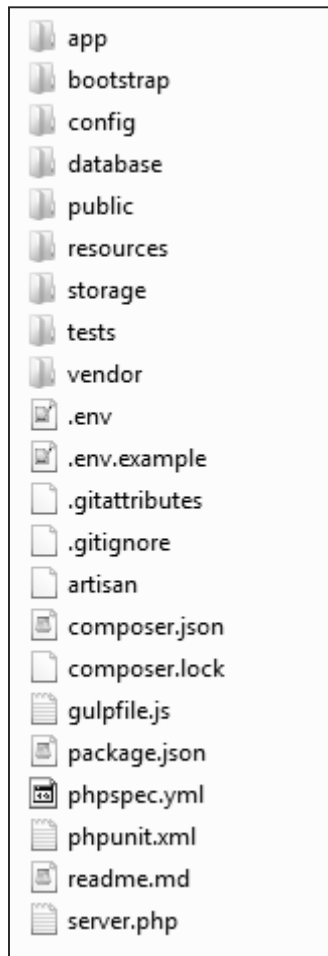 app
bootstrap
config
database
public
resources
storage
tests
vendor
.env
.env.example
.gitattributes
.gitignore
artisan
composer.json
composer.lock
gulpfile.js
package.json
phpspec.yml
phpunit.xml
readme.md
server.php